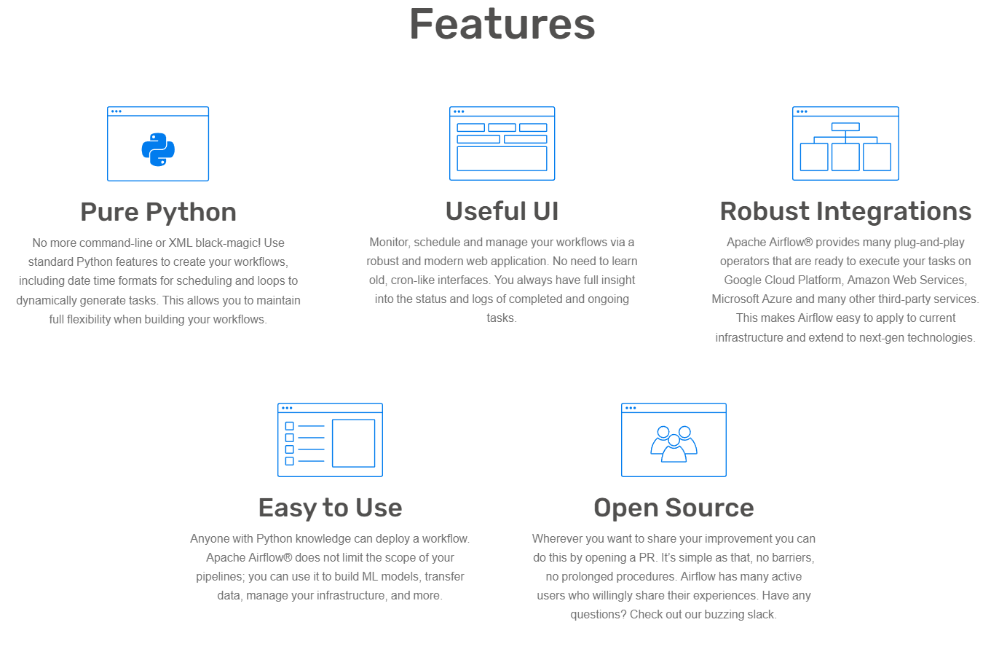 Features
Pure Python
No more command-line or XML black-magic! Use
standard Python features to create your workflows,
including date time formats for scheduling and loops to
dynamically generate tasks. This allows you to maintain
full flexibility when building your workflows.
Useful UI
Monitor, schedule and manage your workflows via a
robust and modern web application. No need to learn
old, cron-like interfaces. You always have full insight
into the status and logs of completed and ongoing
tasks.
Robust Integrations
Apache Airflow® provides many plug-and-play
operators that are ready to execute your tasks on
Google Cloud Platform, Amazon Web Services,
Microsoft Azure and many other third-party services.
This makes Airflow easy to apply to current
infrastructure and extend to next-gen technologies.
Easy to Use
Anyone with Python knowledge can deploy a workflow.
Apache Airflow® does not limit the scope of your
pipelines; you can use it to build ML models, transfer
data, manage your infrastructure, and more.
Open Source
Wherever you want to share your improvement you can
do this by opening a PR. It’s simple as that, no barriers,
no prolonged procedures. Airflow has many active
users who willingly share their experiences. Have any
questions? Check out our buzzing slack.